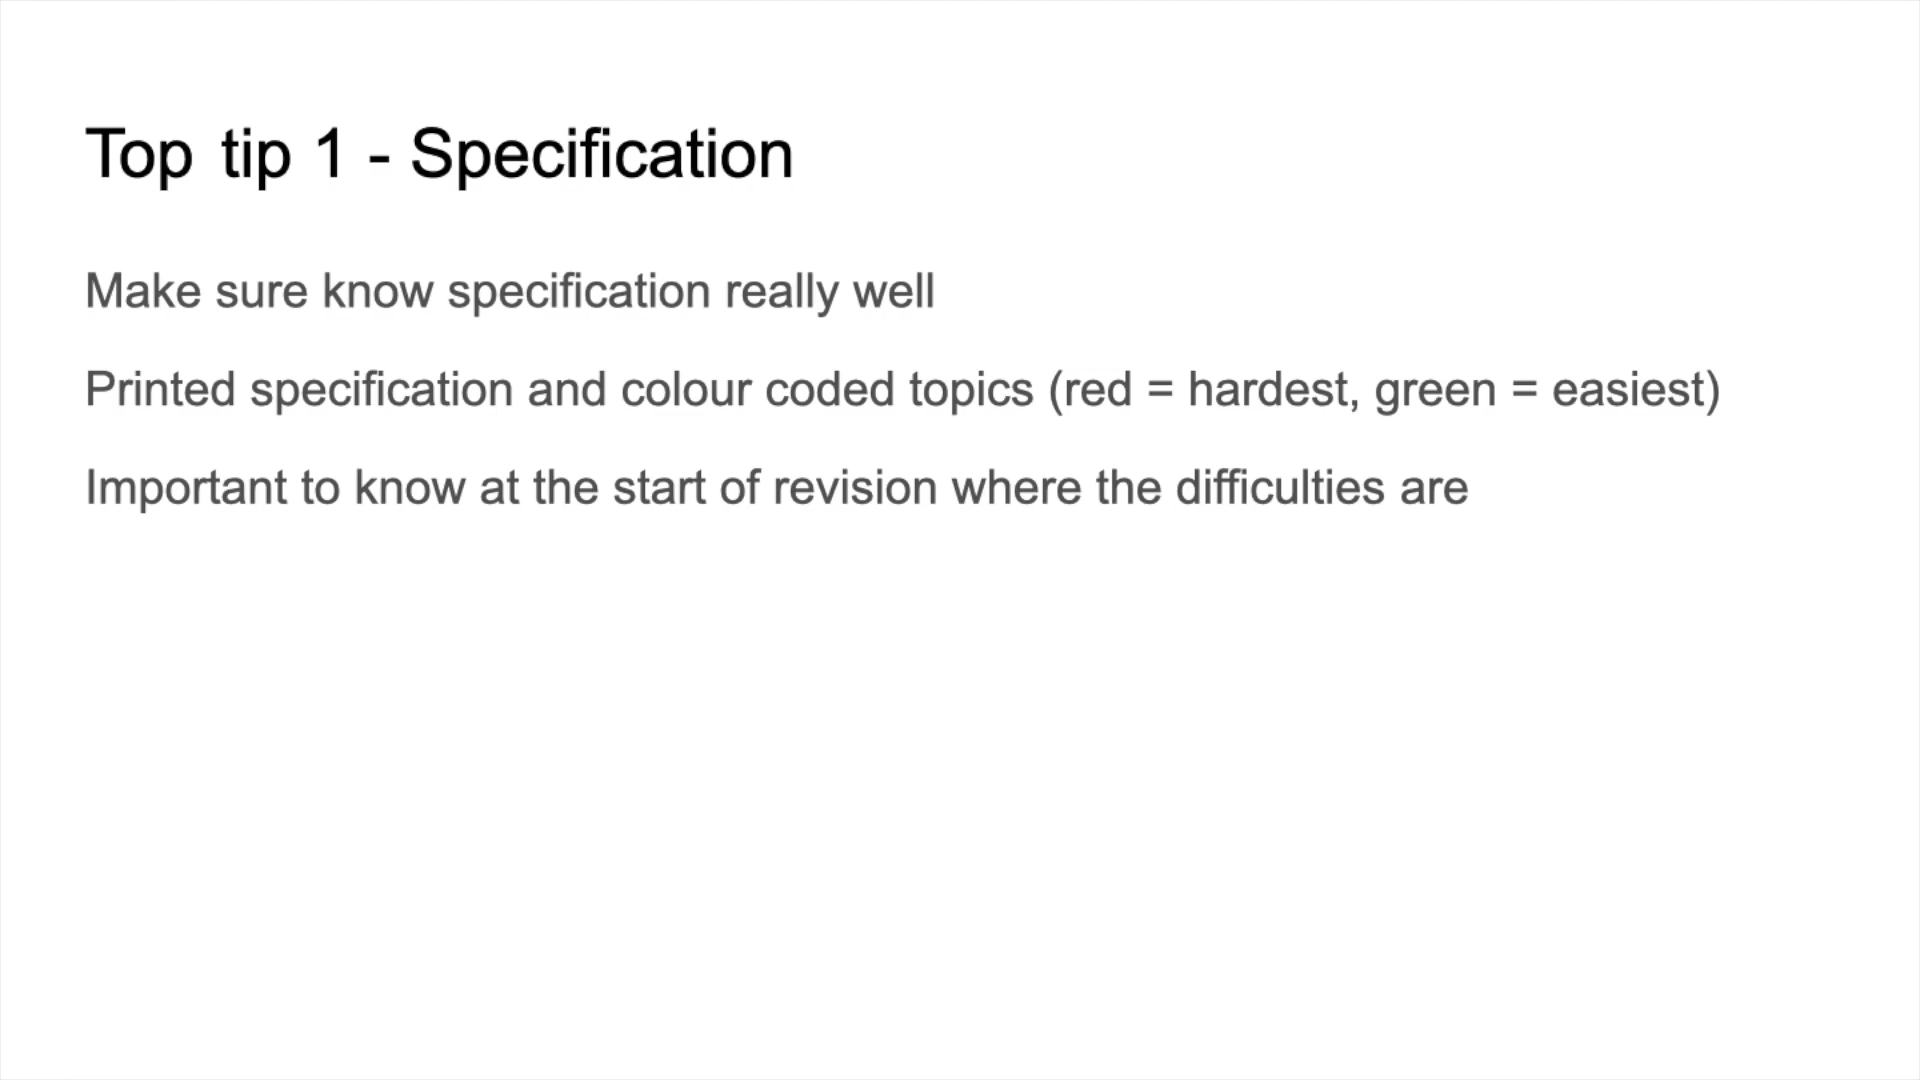 Top tip 1 - Specification
Make sure know specification really well
Printed specification and colour coded topics (red = hardest, green = easiest)
Important to know at the start of revision where the difficulties are